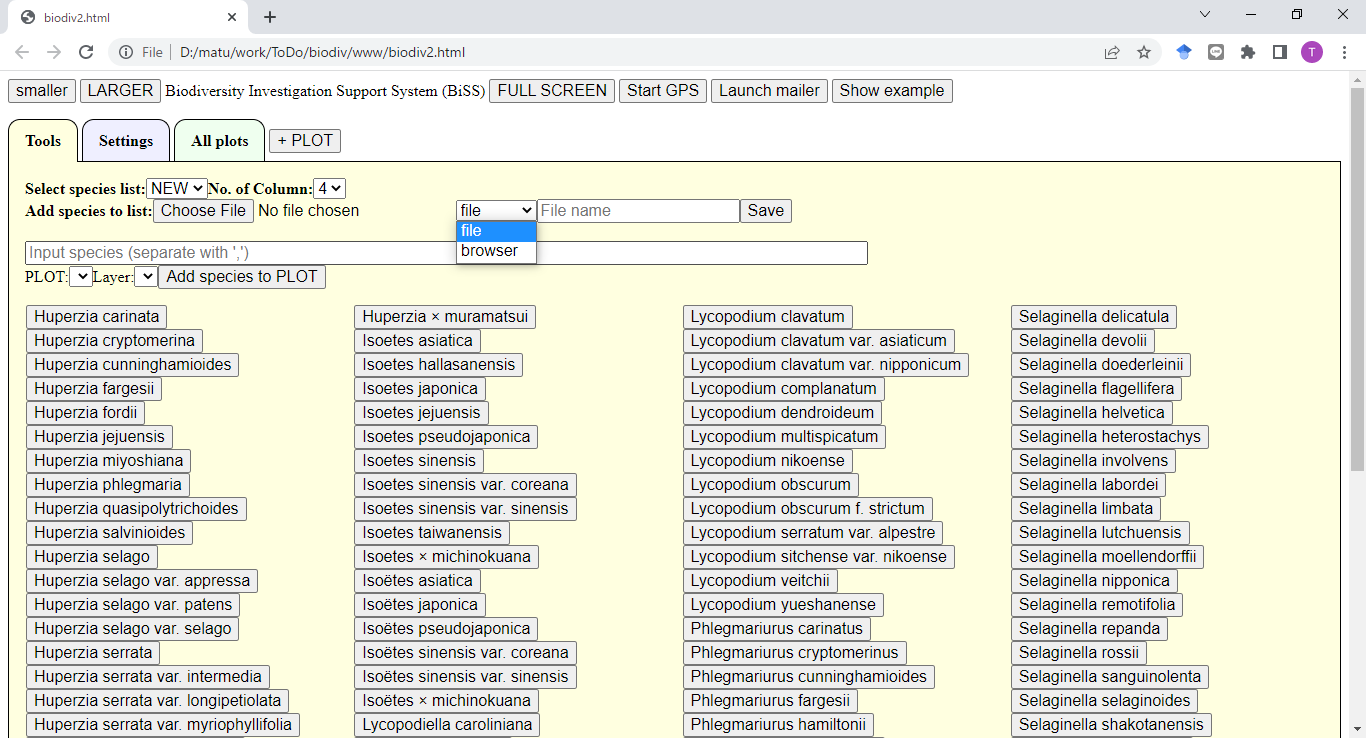 biodiv2.html
File D:/matu/work/ToDo/biodiv/www/biodiv2.html T
smaller LARGER Biodiversity Investigation Support System (BiSS) FULL SCREEN Start GPS Launch mailer Show example
Tools Settings All plots + PLOT
Select species list: NEW No. of Column: 4
Add species to list: Choose File No file chosen file File name Save
file
browser
Input species (separate with ',')
PLOT: Layer: Add species to PLOT
Huperzia carinata Huperzia × muramatsui Lycopodium clavatum Selaginella delicatula
Huperzia cryptomerina Isoetes asiatica Lycopodium clavatum var. asiaticum Selaginella devolii
Huperzia cunninghamioides Isoetes hallasanensis Lycopodium clavatum var. nipponicum Selaginella doederleinii
Huperzia fargesii Isoetes japonica Lycopodium complanatum Selaginella flagellifera
Huperzia fordii Isoetes jejuensis Lycopodium dendroideum Selaginella helvetica
Huperzia jejuensis Isoetes pseudojaponica Lycopodium multispicatum Selaginella heterostachys
Huperzia miyoshiana Isoetes sinensis Lycopodium nikoense Selaginella involvens
Huperzia phlegmaria Isoetes sinensis var. coreana Lycopodium obscurum Selaginella labordei
Huperzia quasipolytrichoides Isoetes sinensis var. sinensis Lycopodium obscurum f. strictum Selaginella limbata
Huperzia salvinioides Isoetes taiwanensis Lycopodium serratum var. alpestre Selaginella lutchuensis
Huperzia selago Isoetes × michinokuana Lycopodium sitchense var. nikoense Selaginella moellendorffii
Huperzia selago var. appressa Isoëtes asiatica Lycopodium veitchii Selaginella nipponica
Huperzia selago var. patens Isoëtes japonica Lycopodium yueshanense Selaginella remotifolia
Huperzia selago var. selago Isoëtes pseudojaponica Phlegmariurus carinatus Selaginella repanda
Huperzia serrata Isoëtes sinensis var. coreana Phlegmariurus cryptomerinus Selaginella rossii
Huperzia serrata var. intermedia Isoëtes sinensis var. sinensis Phlegmariurus cunninghamioides Selaginella sanguinolenta
Huperzia serrata var. longipetiolata Isoëtes × michinokuana Phlegmariurus fargesii Selaginella selaginoides
Huperzia serrata var. myriophyllifolia Lycopodiella caroliniana Phlegmariurus hamiltonii Selaginella shakotanensis